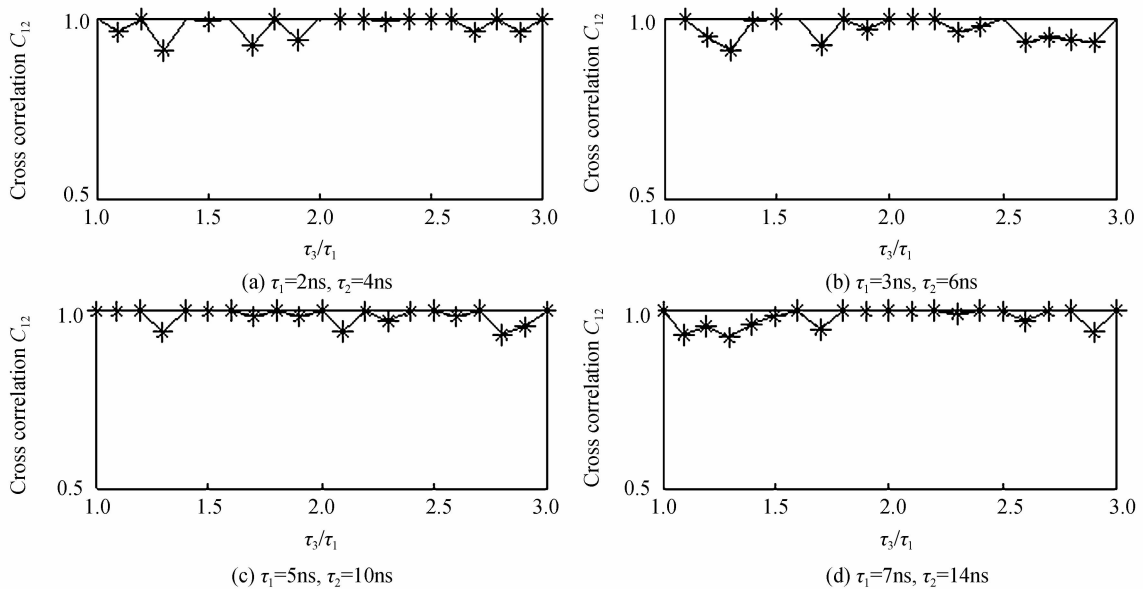 Cross correlation C₁₂
1.0
0.5
1.0 1.5 2.0 2.5 3.0
τ₃/τ₁
(a) τ₁=2ns, τ₂=4ns
Cross correlation C₁₂
1.0
0.5
1.0 1.5 2.0 2.5 3.0
τ₃/τ₁
(b) τ₁=3ns, τ₂=6ns
Cross correlation C₁₂
1.0
0.5
1.0 1.5 2.0 2.5 3.0
τ₃/τ₁
(c) τ₁=5ns, τ₂=10ns
Cross correlation C₁₂
1.0
0.5
1.0 1.5 2.0 2.5 3.0
τ₃/τ₁
(d) τ₁=7ns, τ₂=14ns